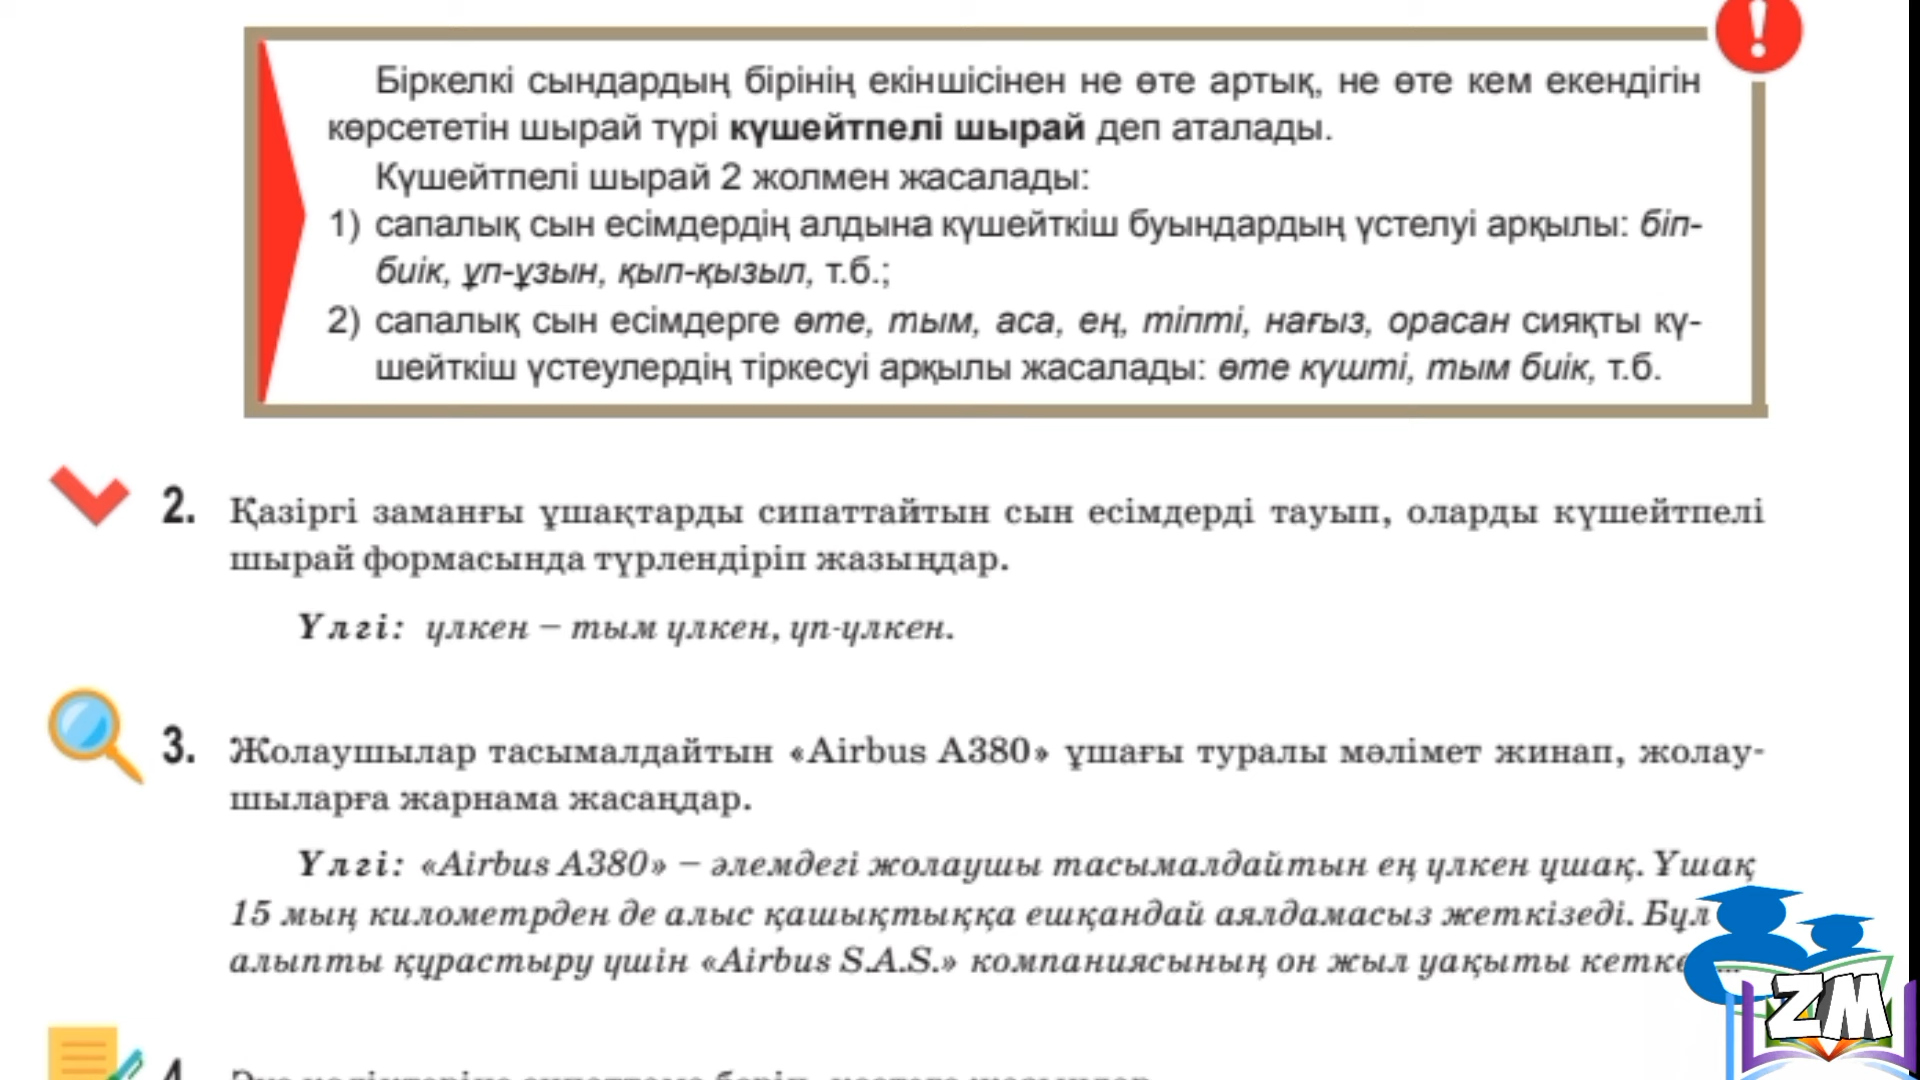 Біркелкі сындардың бірінің екіншісінен не өте артық, не өте кем екендігін
көрсететін шырай түрі күшейтпелі шырай деп аталады.
Күшейтпелі шырай 2 жолмен жасалады:
1) сапалық сын есімдердің алдына күшейткіш буындардың үстелуі арқылы: біп-
биік, ұп-ұзын, қып-қызыл, т.б.;
2) сапалық сын есімдерге өте, тым, аса, ең, тіпті, нағыз, орасан сияқты кү-
шейткіш үстеулердің тіркесуі арқылы жасалады: өте күшті, тым биік, т.б.
2. Қазіргі заманғы ұшақтарды сипаттайтын сын есімдерді тауып, оларды күшейтпелі
шырай формасында түрлендіріп жазыңдар.
Үлгі: үлкен – тым үлкен, үп-үлкен.
3. Жолаушылар тасымалдайтын «Airbus A380» ұшағы туралы мәлімет жинап, жолау-
шыларға жарнама жасаңдар.
Үлгі: «Airbus A380» – әлемдегі жолаушы тасымалдайтын ең үлкен ұшақ. Ұшақ
15 мың километрден де алыс қашықтыққа ешқандай аялдамасыз жеткізеді. Бұл
алыпты құрастыру үшін «Airbus S.A.S.» компаниясының он жыл уақыты
ZM